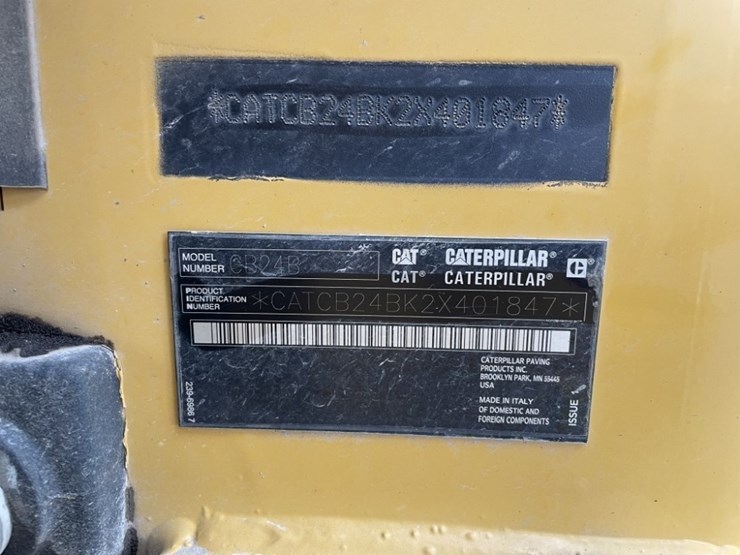 *CATCB24BK2X401847*
MODEL
NUMBER CB24B
CAT® CATERPILLAR® C
CAT® CATERPILLAR®
PRODUCT
IDENTIFICATION
NUMBER *CATCB24BK2X401847*
CATERPILLAR PAVING
PRODUCTS INC.
BROOKLYN PARK, MN 55445
USA
MADE IN ITALY
OF DOMESTIC AND
FOREIGN COMPONENTS
239-6986 7
ISSUE 1